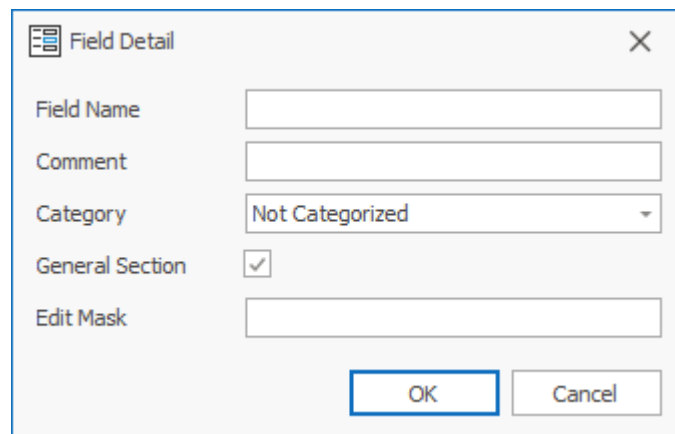 Field Detail
Field Name
Comment
Category Not Categorized
General Section
Edit Mask
OK Cancel